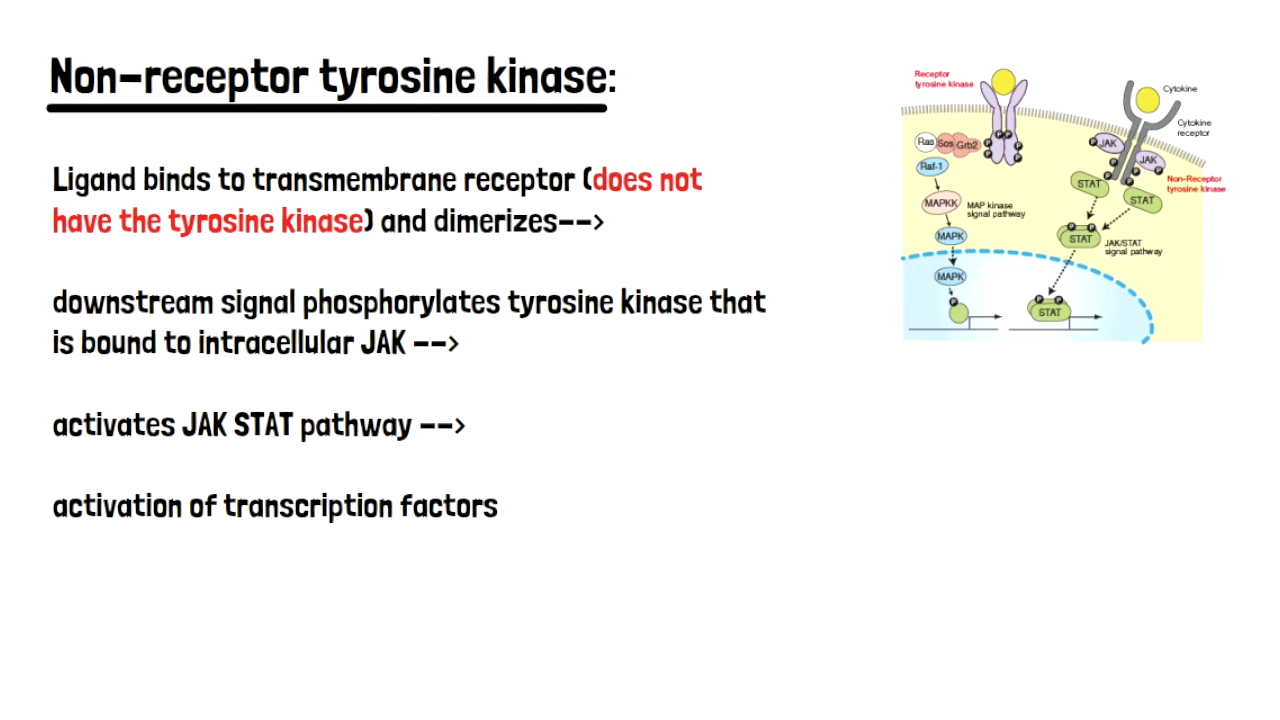 Non-receptor tyrosine kinase:
Ligand binds to transmembrane receptor (does not
have the tyrosine kinase) and dimerizes-->
downstream signal phosphorylates tyrosine kinase that
is bound to intracellular JAK -->
activates JAK STAT pathway -->
activation of transcription factors
Receptor
tyrosine kinase
Cytokine
Cytokine
receptor
P P
P P
P P
Ras Sos Grb2
Raf-1
MAPKK
MAP kinase
signal pathway
MAPK
MAPK
P
P JAK
JAK
P P
P P
P
Non-Receptor
tyrosine kinase
STAT
STAT
P P
STAT
JAK/STAT
signal pathway
P P
STAT